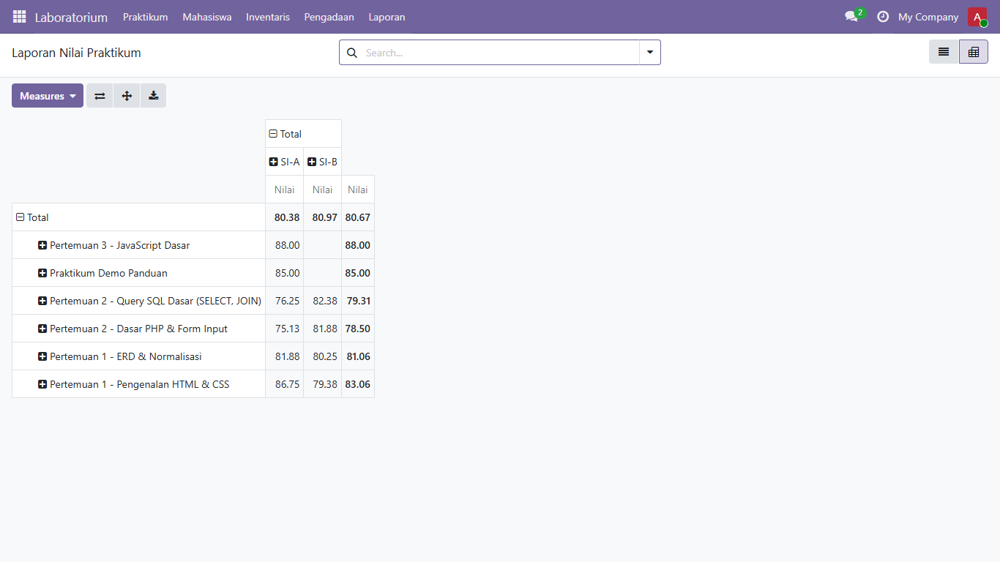 Laboratorium Praktikum Mahasiswa Inventaris Pengadaan Laporan 2 My Company A
Laporan Nilai Praktikum Search...
Measures
Total
SI-A SI-B
Nilai Nilai Nilai
Total 80.38 80.97 80.67
Pertemuan 3 - JavaScript Dasar 88.00 88.00
Praktikum Demo Panduan 85.00 85.00
Pertemuan 2 - Query SQL Dasar (SELECT, JOIN) 76.25 82.38 79.31
Pertemuan 2 - Dasar PHP & Form Input 75.13 81.88 78.50
Pertemuan 1 - ERD & Normalisasi 81.88 80.25 81.06
Pertemuan 1 - Pengenalan HTML & CSS 86.75 79.38 83.06